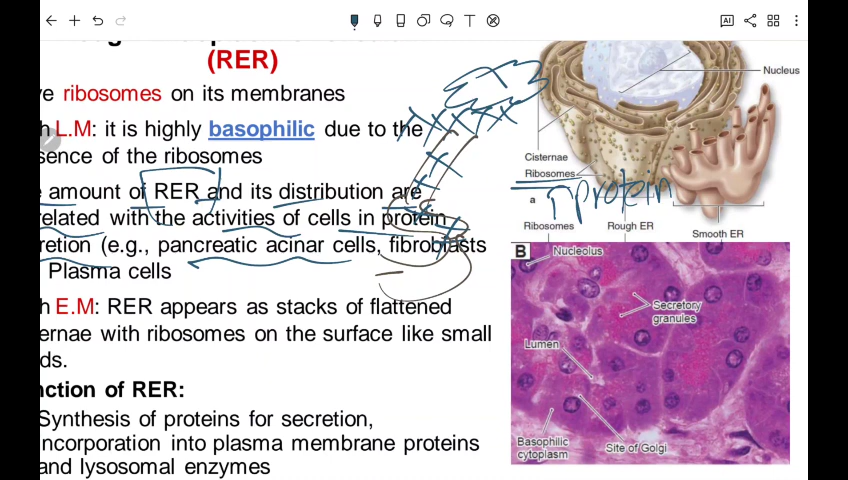 (RER)
ve ribosomes on its membranes
h L.M: it is highly basophilic due to the
sence of the ribosomes
e amount of RER and its distribution are
related with the activities of cells in protein
retion (e.g., pancreatic acinar cells, fibroblasts
Plasma cells
h E.M: RER appears as stacks of flattened
ernae with ribosomes on the surface like small
ds.
nction of RER:
Synthesis of proteins for secretion,
ncorporation into plasma membrane proteins
and lysosomal enzymes
Nucleus
Cisternae
Ribosomes
protein
a
Ribosomes
Rough ER
Smooth ER
B
Nucleolus
Secretory
granules
Lumen
Basophilic
cytoplasm
Site of Golgi
AI